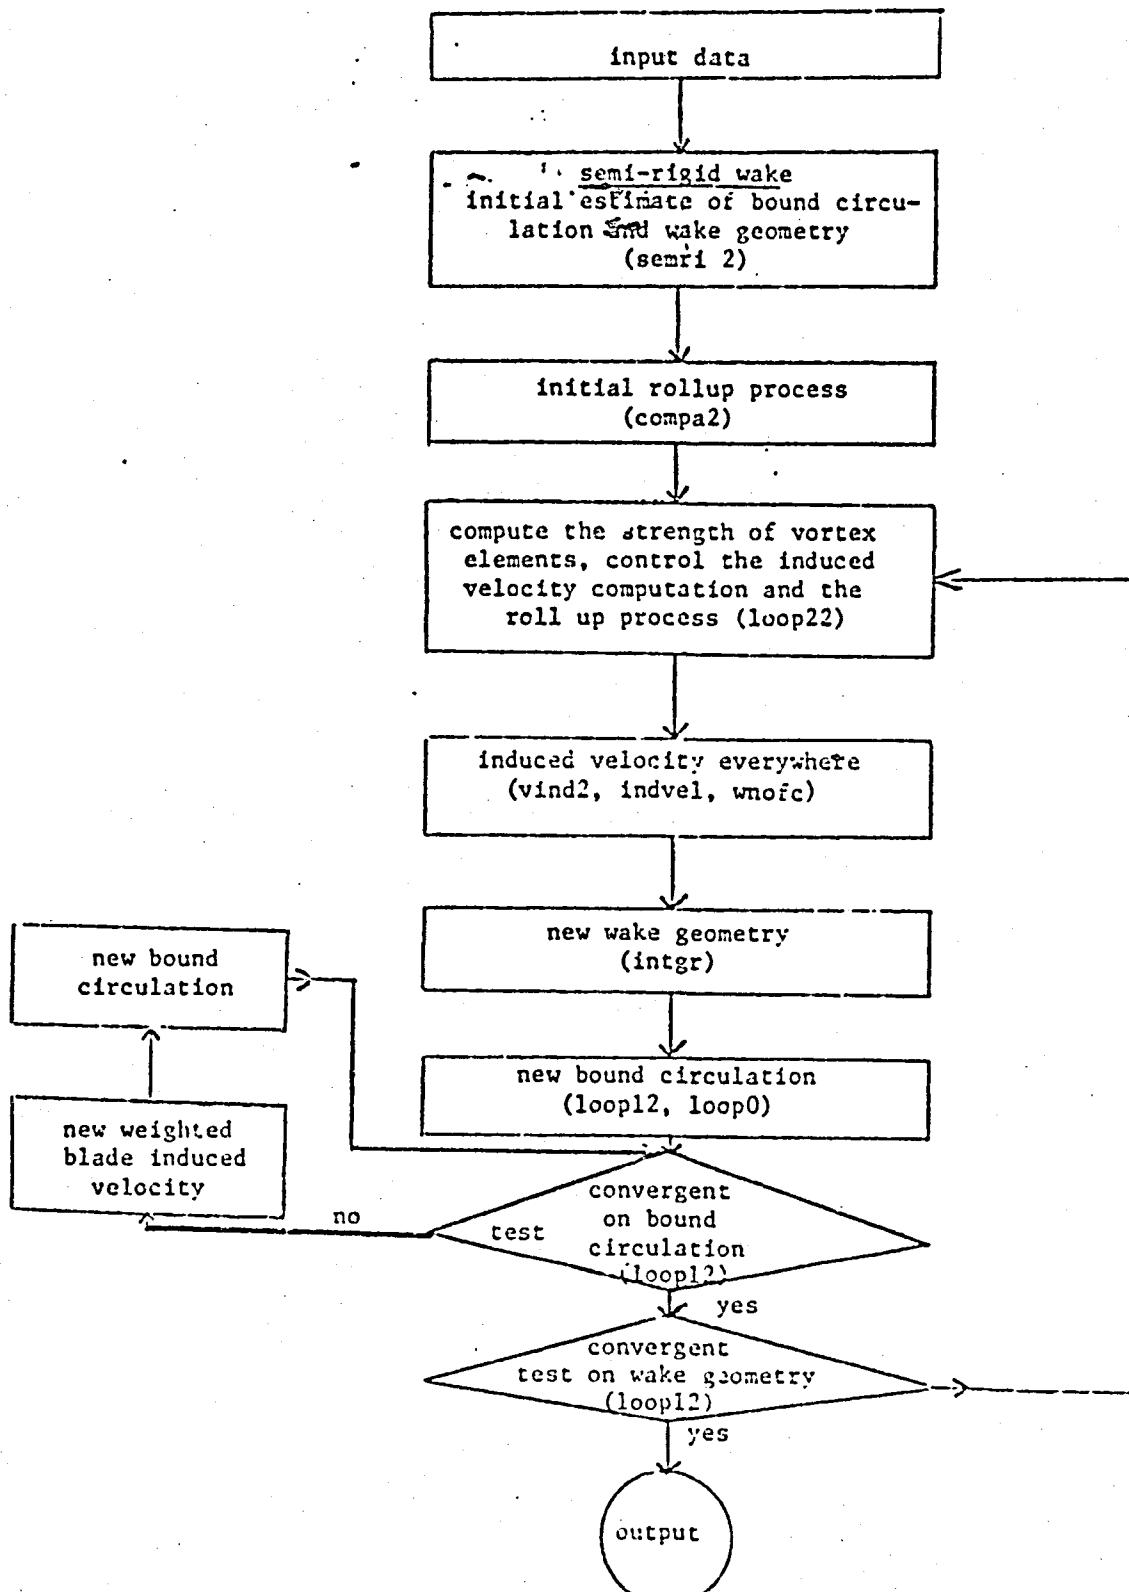 input data
semi-rigid wake
initial estimate of bound circu-
lation and wake geometry
(semri 2)
initial rollup process
(compa2)
compute the strength of vortex
elements, control the induced
velocity computation and the
roll up process (loop22)
induced velocity everywhere
(vind2, indvel, wnofc)
new wake geometry
(intgr)
new bound circulation
(loop12, loop0)
new bound
circulation
new weighted
blade induced
velocity
no
convergent
test on bound
circulation
(loop12)
yes
convergent
test on wake geometry
(loop12)
yes
output